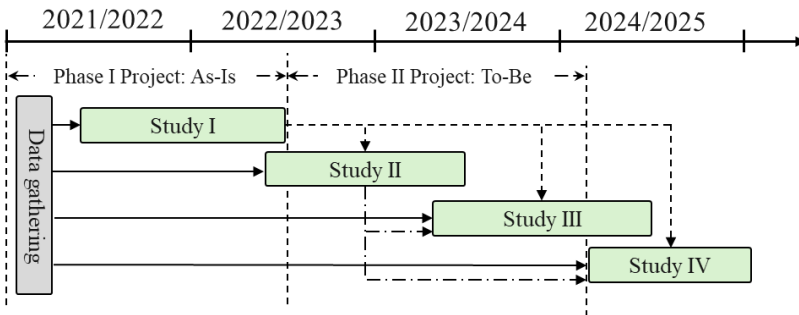 2021/2022
2022/2023
2023/2024
2024/2025
Phase I Project: As-Is
Phase II Project: To-Be
Data gathering
Study I
Study II
Study III
Study IV